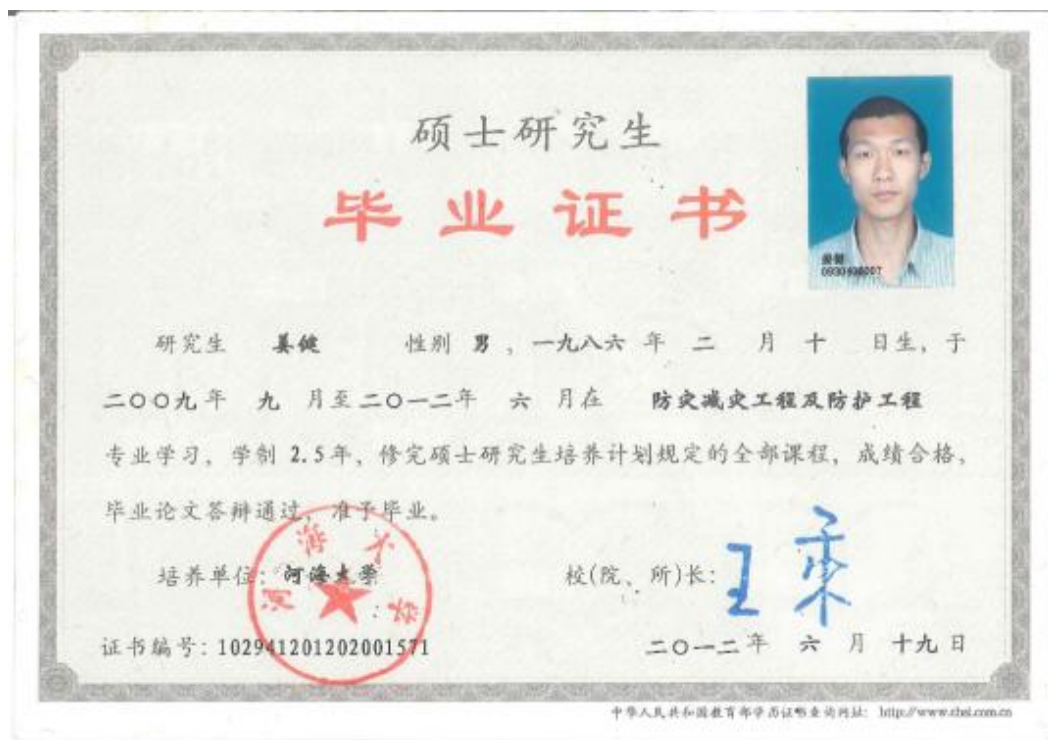 硕士研究生
毕业证书
姜健
研究生 姜健 性别 男 , 一九八六 年 二 月 十 日生, 于
二○○九年 九 月至二○一二年 六 月在 防灾减灾工程及防护工程
专业学习, 学制 2.5年, 修完硕士研究生培养计划规定的全部课程, 成绩合格,
毕业论文答辩通过, 准予毕业。
培养单位: 河海大学 校(院、所)长: 王乘
河海大学
证书编号: 102941201202001571 二○一二年 六 月 十九 日
中华人民共和国教育部学历证书查询网址: http://www.chsi.com.cn